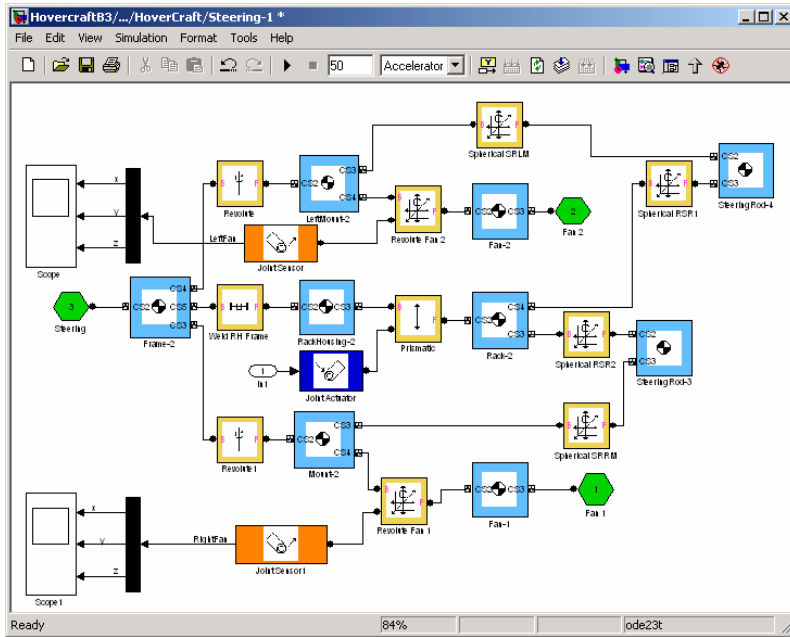 HovercraftB3/.../HoverCraft/Steering-1 *
File Edit View Simulation Format Tools Help
50 Accelerator
Spherical SRLM
CS2
CS3
SteeringRod-4
Spherical RSR1
B F
Revolute
CS2 CS3
CS4
LeftMount-2
Revolute Fan 2
CS2 CS3
Fan-2
2
Fan 2
x
y
z
Scope
LeftFan
JointSensor
3
Steering
CS2 CS4
CS5
CS3
Frame-2
Weld RH Frame
CS2 CS3
RackHousing-2
Prismatic
CS2 CS4
CS3
Rack-2
Spherical RSR2
CS2
CS3
SteeringRod-3
1
In1
JointActuator
Revolute1
CS2 CS3
CS4
Mount-2
Spherical SRRM
Revolute Fan 1
CS2 CS3
Fan-1
1
Fan 1
x
y
z
Scope1
RightFan
JointSensor1
Ready 84% ode23t